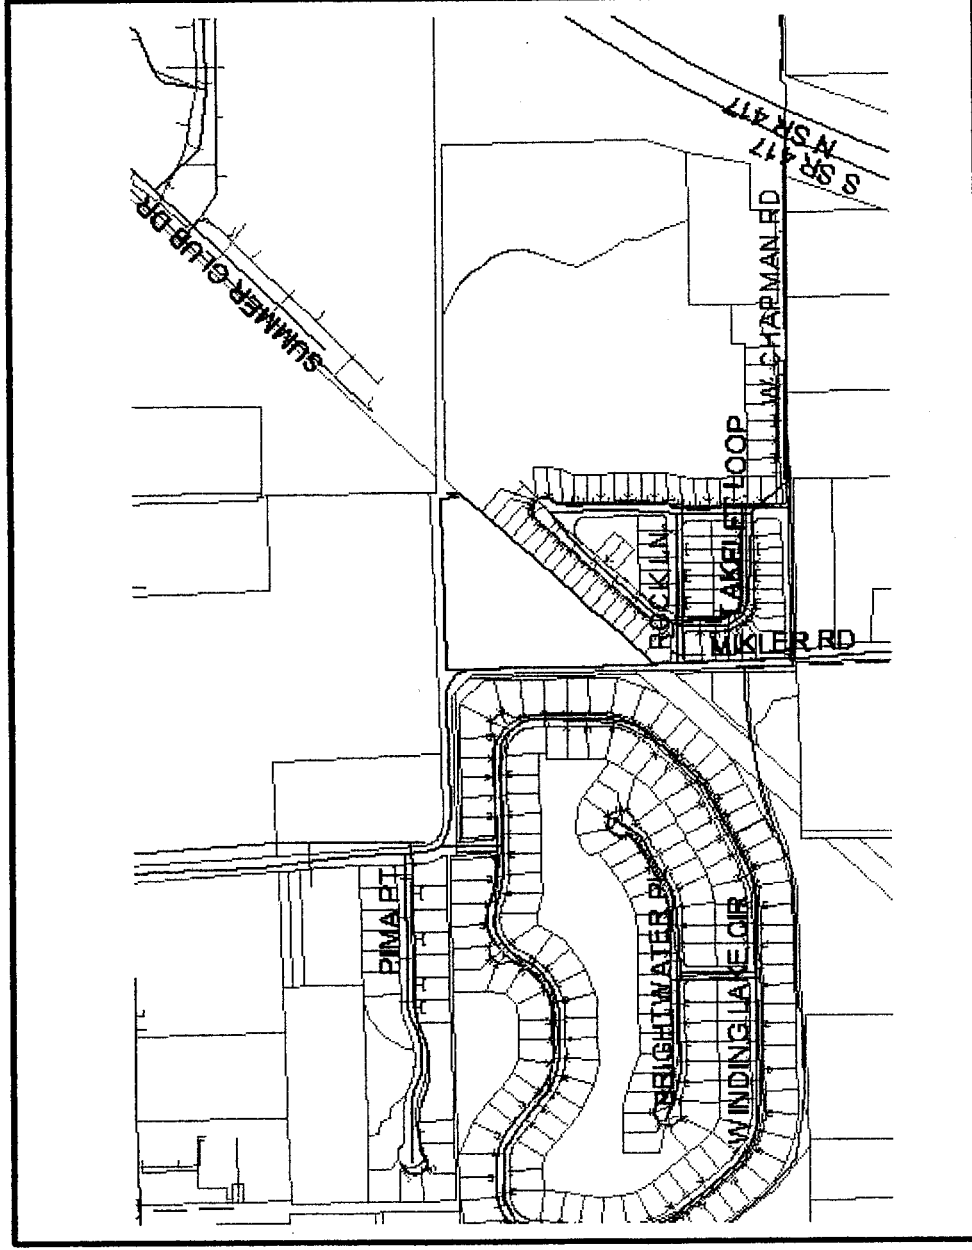 SUMMER CLUB DR
N SR 417
S SR 417
W. CHAPMAN RD
LOOP
ROCK LN
MIKLER RD
PIMA PT
BRIGHTWATER PL
WINDING LAKE CIR